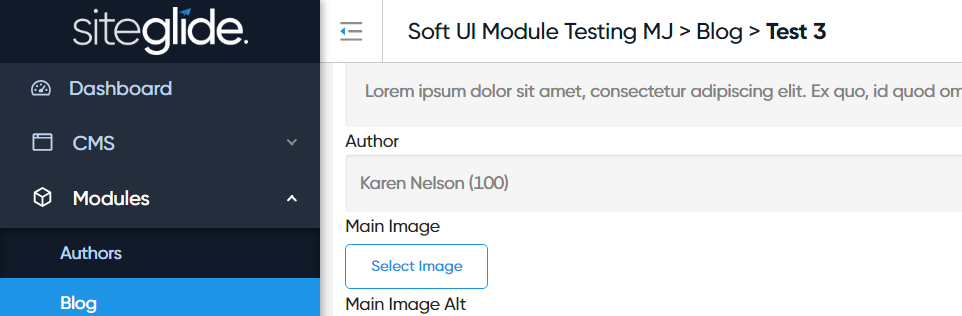 siteglide.
Soft UI Module Testing MJ > Blog > Test 3
Dashboard
CMS
Modules
Authors
Blog
Lorem ipsum dolor sit amet, consectetur adipiscing elit. Ex quo, id quod om
Author
Karen Nelson (100)
Main Image
Select Image
Main Image Alt